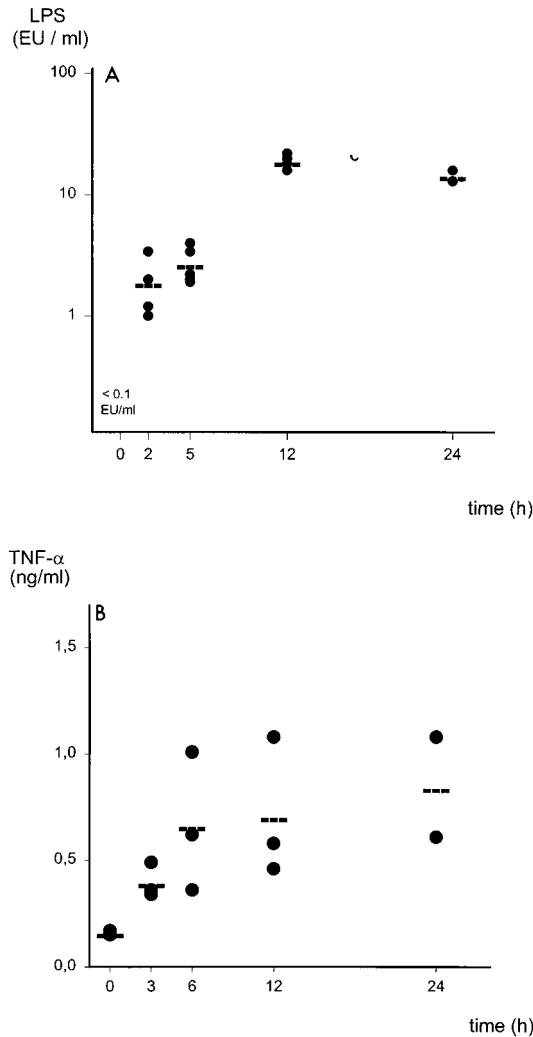 LPS
(EU / ml)
A
100
10
1
< 0.1
EU/ml
0 2 5 12 24
time (h)
TNF-α
(ng/ml)
B
1,5
1,0
0,5
0,0
0 3 6 12 24
time (h)